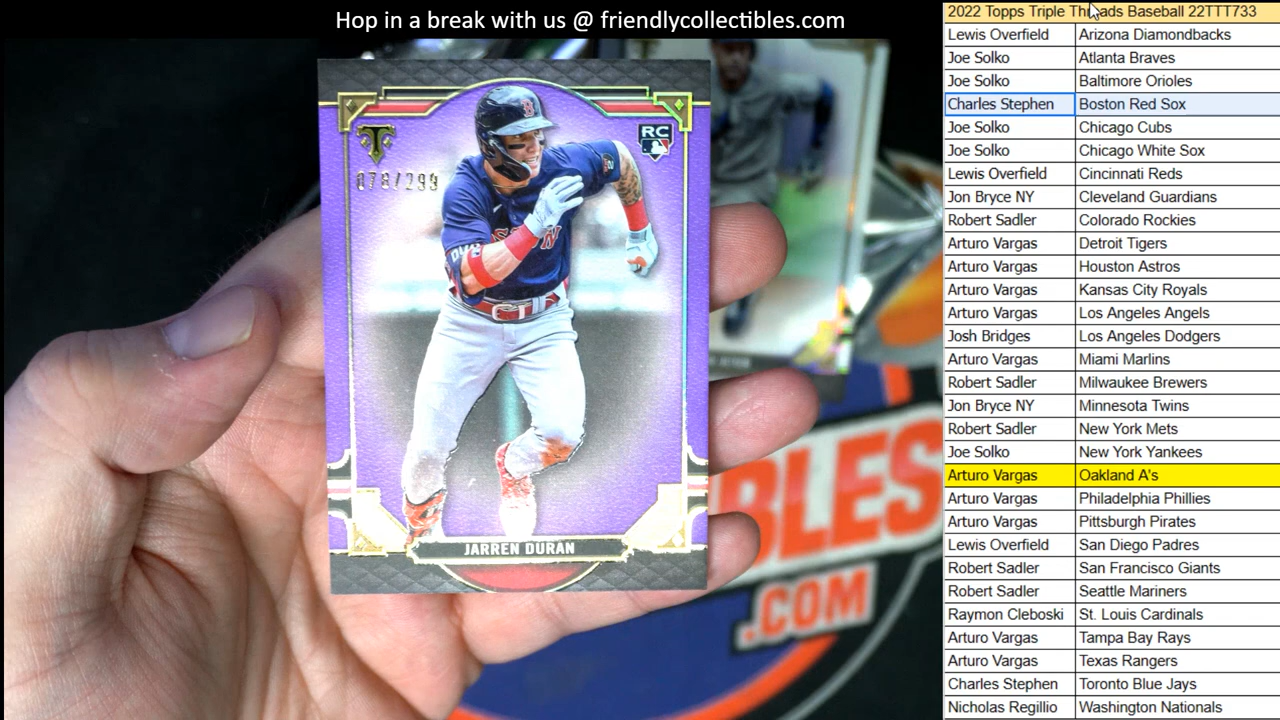 Hop in a break with us @ friendlycollectibles.com
RC
078/299
JARREN DURAN
BLES
.COM
2022 Topps Triple Threads Baseball 22TTT733
Lewis Overfield Arizona Diamondbacks
Joe Solko Atlanta Braves
Joe Solko Baltimore Orioles
Charles Stephen Boston Red Sox
Joe Solko Chicago Cubs
Joe Solko Chicago White Sox
Lewis Overfield Cincinnati Reds
Jon Bryce NY Cleveland Guardians
Robert Sadler Colorado Rockies
Arturo Vargas Detroit Tigers
Arturo Vargas Houston Astros
Arturo Vargas Kansas City Royals
Arturo Vargas Los Angeles Angels
Josh Bridges Los Angeles Dodgers
Arturo Vargas Miami Marlins
Robert Sadler Milwaukee Brewers
Jon Bryce NY Minnesota Twins
Robert Sadler New York Mets
Joe Solko New York Yankees
Arturo Vargas Oakland A's
Arturo Vargas Philadelphia Phillies
Arturo Vargas Pittsburgh Pirates
Lewis Overfield San Diego Padres
Robert Sadler San Francisco Giants
Robert Sadler Seattle Mariners
Raymon Cleboski St. Louis Cardinals
Arturo Vargas Tampa Bay Rays
Arturo Vargas Texas Rangers
Charles Stephen Toronto Blue Jays
Nicholas Regillio Washington Nationals